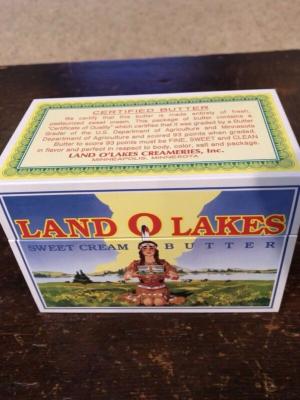 CERTIFIED BUTTER
We certify that this butter is made entirely of fresh,
pasteurized sweet cream. This package of butter contains a
"Certificate of Quality" which certifies that it was graded by a Butter
Grader of the U.S. Department of Agriculture and Minnesota
Department of Agriculture and scored 93 points when graded.
Butter to score 93 points must be FINE, SWEET and CLEAN
in flavor and perfect in respect to body, color, salt and package.
LAND O'LAKES CREAMERIES, Inc.
MINNEAPOLIS, MINNESOTA
LAND O LAKES
SWEET CREAM BUTTER